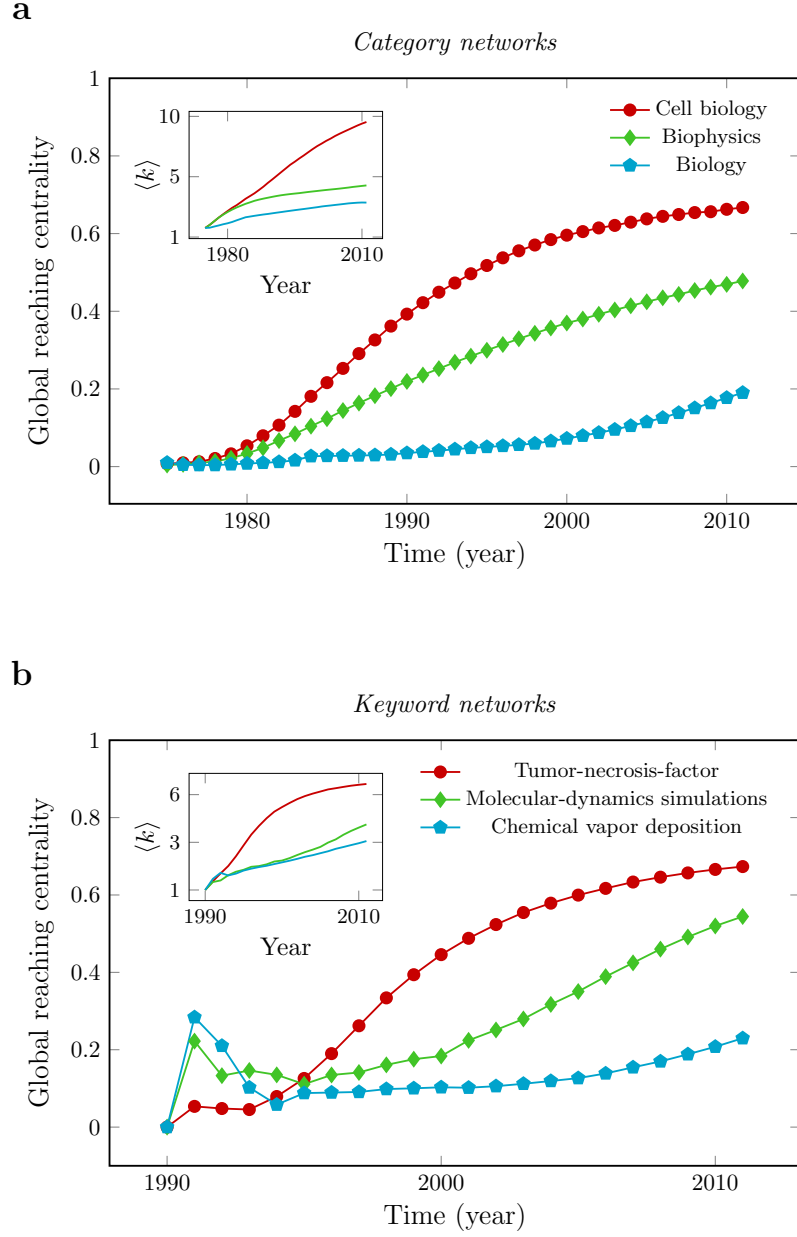 a
Category networks
1
0.8
0.6
0.4
0.2
0
Global reaching centrality
1980
1990
2000
2010
Time (year)
Cell biology
Biophysics
Biology
10
5
1
⟨k⟩
1980
2010
Year
b
Keyword networks
1
0.8
0.6
0.4
0.2
0
Global reaching centrality
1990
2000
2010
Time (year)
Tumor-necrosis-factor
Molecular-dynamics simulations
Chemical vapor deposition
6
3
1
⟨k⟩
1990
2010
Year